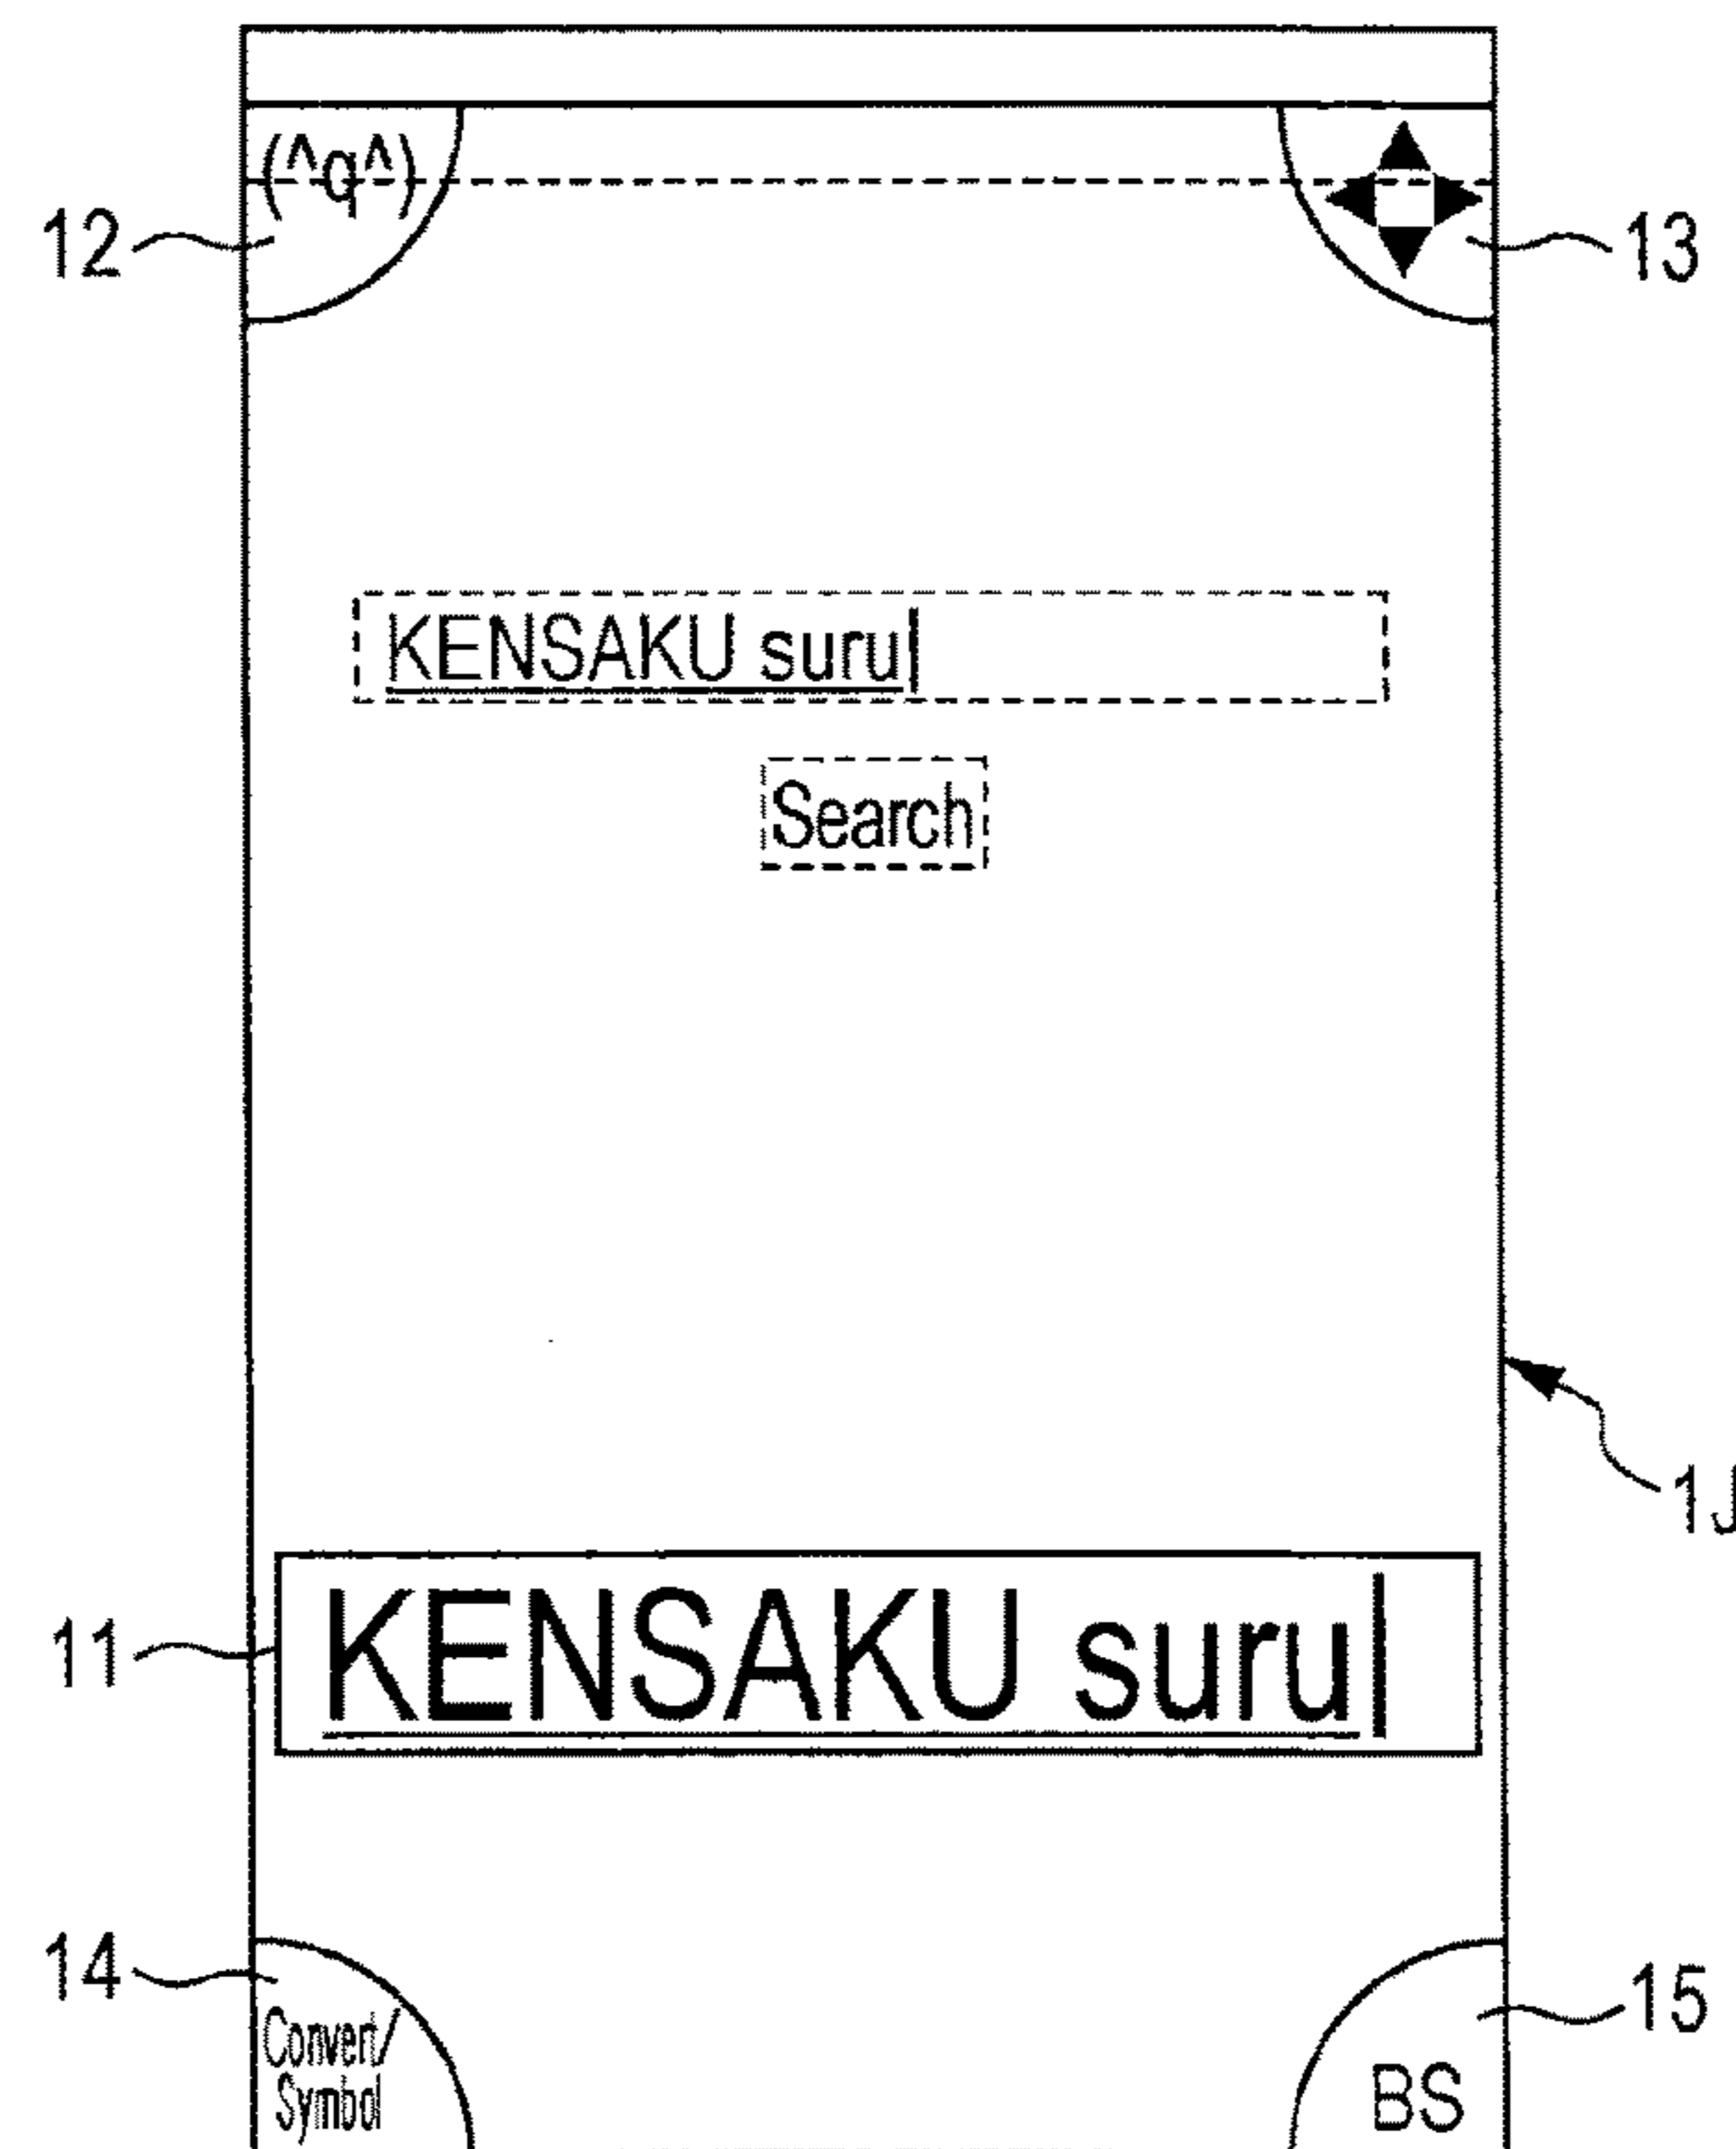 (^q^)
12
13
KENSAKU suru
Search
11
KENSAKU suru
14
15
Convert/
Symbol
BS